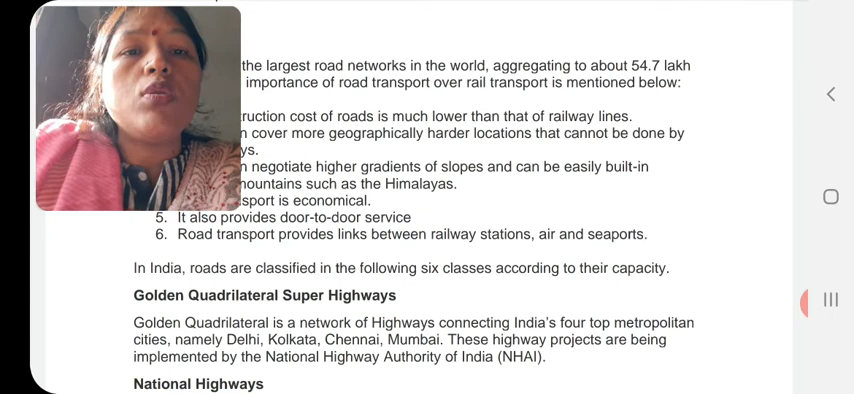 the largest road networks in the world, aggregating to about 54.7 lakh
importance of road transport over rail transport is mentioned below:
ruction cost of roads is much lower than that of railway lines.
n cover more geographically harder locations that cannot be done by
ys.
n negotiate higher gradients of slopes and can be easily built-in
ountains such as the Himalayas.
sport is economical.
5. It also provides door-to-door service
6. Road transport provides links between railway stations, air and seaports.
In India, roads are classified in the following six classes according to their capacity.
Golden Quadrilateral Super Highways
Golden Quadrilateral is a network of Highways connecting India's four top metropolitan
cities, namely Delhi, Kolkata, Chennai, Mumbai. These highway projects are being
implemented by the National Highway Authority of India (NHAI).
National Highways